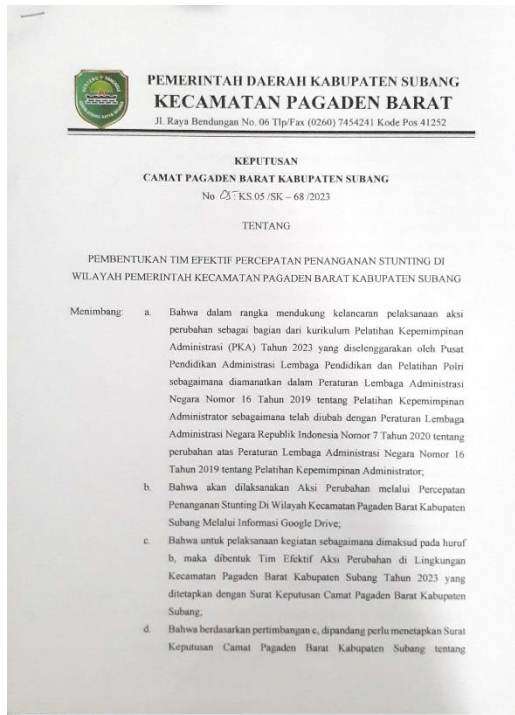 PEMERINTAH DAERAH KABUPATEN SUBANG
KECAMATAN PAGADEN BARAT
Jl. Raya Bendungan No. 06 Tlp/Fax (0260) 7454241 Kode Pos 41252
KEPUTUSAN
CAMAT PAGADEN BARAT KABUPATEN SUBANG
No 05-KS.05 /SK – 68 /2023
TENTANG
PEMBENTUKAN TIM EFEKTIF PERCEPATAN PENANGANAN STUNTING DI
WILAYAH PEMERINTAH KECAMATAN PAGADEN BARAT KABUPATEN SUBANG
Menimbang: a. Bahwa dalam rangka mendukung kelancaran pelaksanaan aksi
perubahan sebagai bagian dari kurikulum Pelatihan Kepemimpinan
Administrasi (PKA) Tahun 2023 yang diselenggarakan oleh Pusat
Pendidikan Administrasi Lembaga Pendidikan dan Pelatihan Polri
sebagaimana diamanatkan dalam Peraturan Lembaga Administrasi
Negara Nomor 16 Tahun 2019 tentang Pelatihan Kepemimpinan
Administrator sebagaimana telah diubah dengan Peraturan Lembaga
Administrasi Negara Republik Indonesia Nomor 7 Tahun 2020 tentang
perubahan atas Peraturan Lembaga Administrasi Negara Nomor 16
Tahun 2019 tentang Pelatihan Kepemimpinan Administrator;
b. Bahwa akan dilaksanakan Aksi Perubahan melalui Percepatan
Penanganan Stunting Di Wilayah Kecamatan Pagaden Barat Kabupaten
Subang Melalui Informasi Google Drive;
c. Bahwa untuk pelaksanaan kegiatan sebagaimana dimaksud pada huruf
b, maka dibentuk Tim Efektif Aksi Perubahan di Lingkungan
Kecamatan Pagaden Barat Kabupaten Subang Tahun 2023 yang
ditetapkan dengan Surat Keputusan Camat Pagaden Barat Kabupaten
Subang;
d. Bahwa berdasarkan pertimbangan c, dipandang perlu menetapkan Surat
Keputusan Camat Pagaden Barat Kabupaten Subang tentang